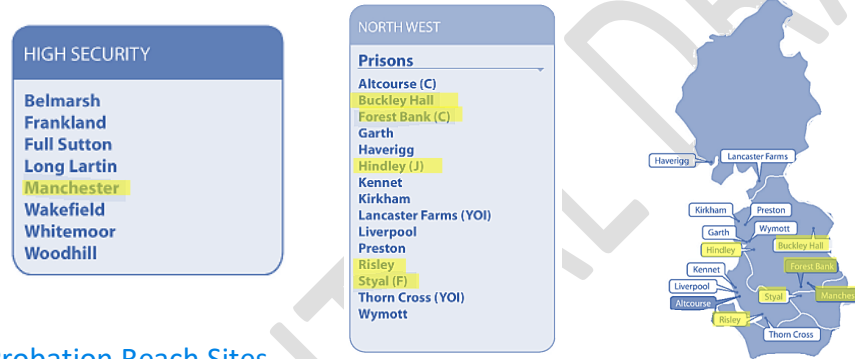 HIGH SECURITY
Belmarsh
Frankland
Full Sutton
Long Lartin
Manchester
Wakefield
Whitemoor
Woodhill
NORTH WEST
Prisons
Altcourse (C)
Buckley Hall
Forest Bank (C)
Garth
Haverigg
Hindley (J)
Kennet
Kirkham
Lancaster Farms (YOI)
Liverpool
Preston
Risley
Styal (F)
Thorn Cross (YOI)
Wymott
Haverigg
Lancaster Farms
Kirkham
Preston
Garth
Wymott
Hindley
Buckley Hall
Kennet
Forest Bank
Liverpool
Altcourse
Styal
Risley
Thorn Cross
Reach Sites